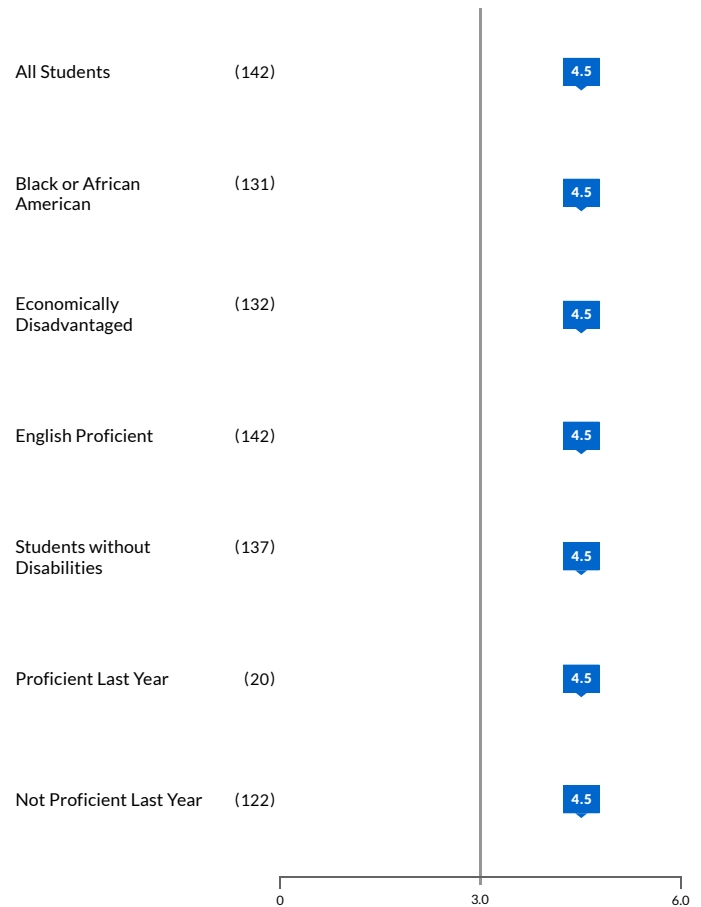 All Students (142) 4.5
Black or African (131) 4.5
American
Economically (132) 4.5
Disadvantaged
English Proficient (142) 4.5
Students without (137) 4.5
Disabilities
Proficient Last Year (20) 4.5
Not Proficient Last Year (122) 4.5
0 3.0 6.0